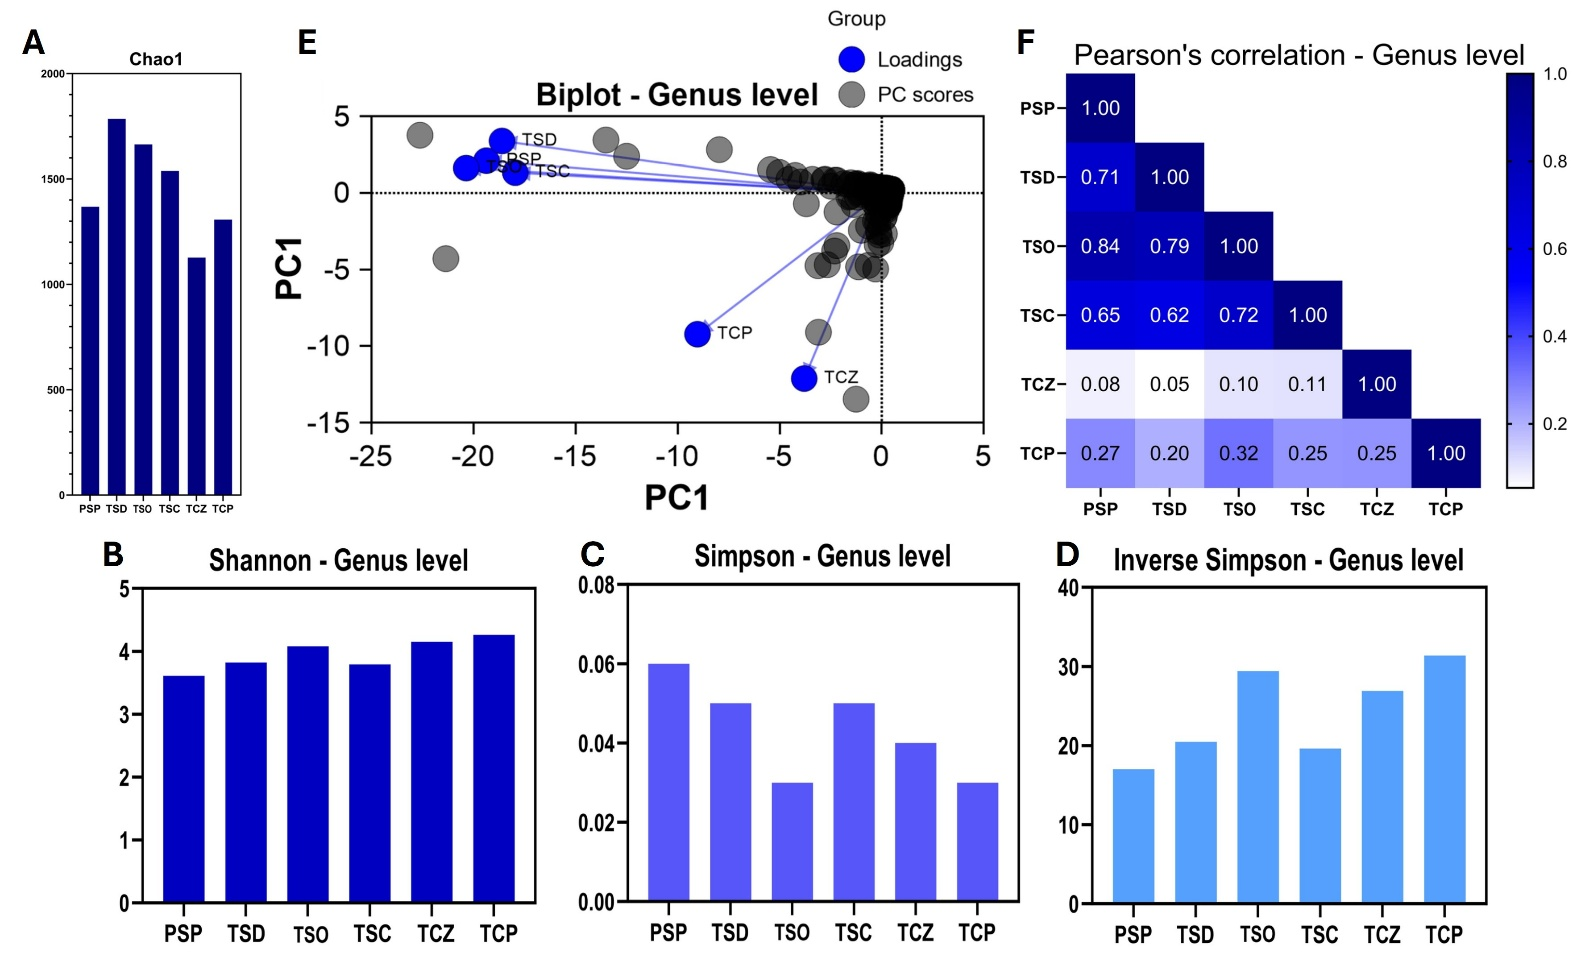 A
Chao1
2000
1500
1000
500
0
PSP TSD TSO TSC TCZ TCP
E
Group
Loadings
PC scores
Biplot - Genus level
PC1
5
0
-5
-10
-15
TSD
PSP
TSO
TSC
TCP
TCZ
-25 -20 -15 -10 -5 0 5
PC1
F
Pearson's correlation - Genus level
PSP 1.00
TSD 0.71 1.00
TSO 0.84 0.79 1.00
TSC 0.65 0.62 0.72 1.00
TCZ 0.08 0.05 0.10 0.11 1.00
TCP 0.27 0.20 0.32 0.25 0.25 1.00
PSP TSD TSO TSC TCZ TCP
1.0
0.8
0.6
0.4
0.2
B
Shannon - Genus level
5
4
3
2
1
0
PSP TSD TSO TSC TCZ TCP
C
Simpson - Genus level
0.08
0.06
0.04
0.02
0.00
PSP TSD TSO TSC TCZ TCP
D
Inverse Simpson - Genus level
40
30
20
10
0
PSP TSD TSO TSC TCZ TCP